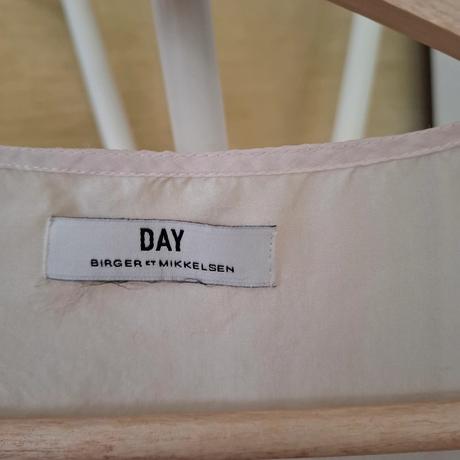 DAY
BIRGER ET MIKKELSEN